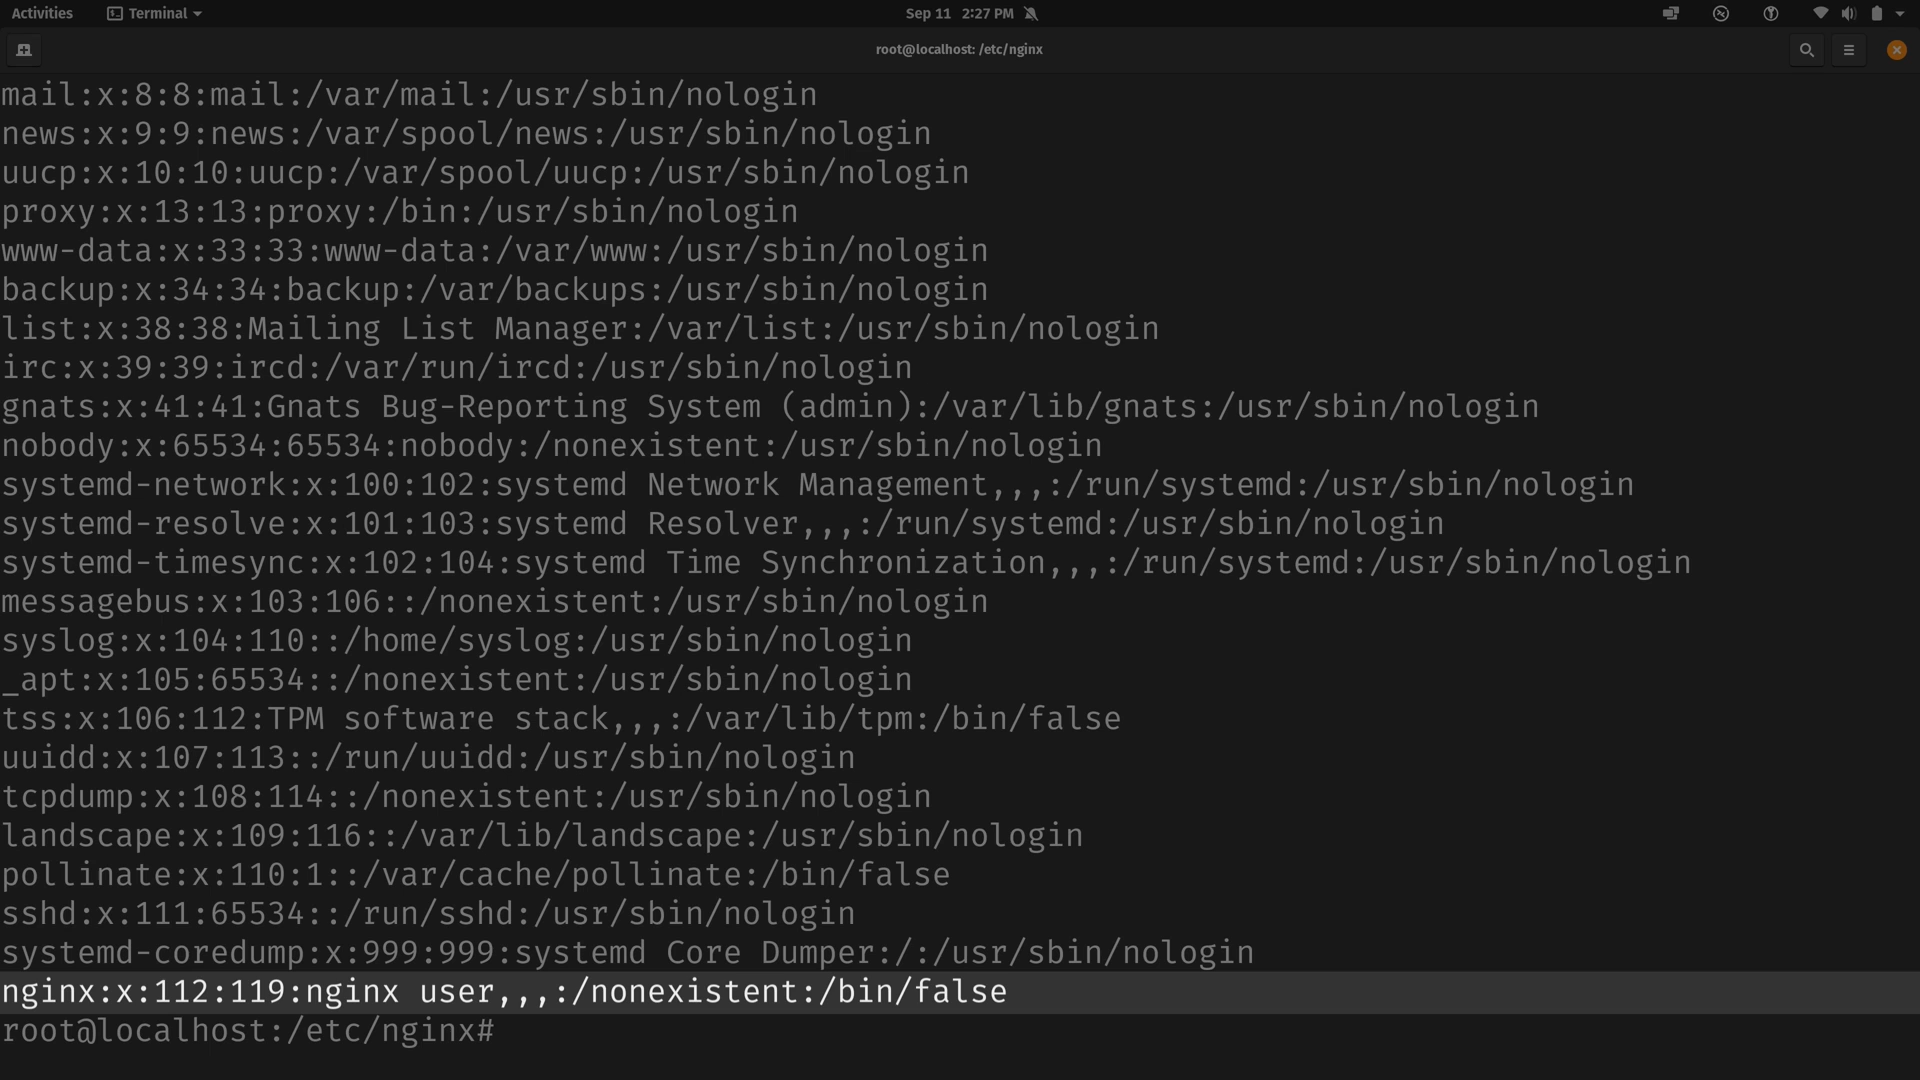 Activities
Terminal
Sep 11 2:27 PM
root@localhost: /etc/nginx
mail:x:8:8:mail:/var/mail:/usr/sbin/nologin
news:x:9:9:news:/var/spool/news:/usr/sbin/nologin
uucp:x:10:10:uucp:/var/spool/uucp:/usr/sbin/nologin
proxy:x:13:13:proxy:/bin:/usr/sbin/nologin
www-data:x:33:33:www-data:/var/www:/usr/sbin/nologin
backup:x:34:34:backup:/var/backups:/usr/sbin/nologin
list:x:38:38:Mailing List Manager:/var/list:/usr/sbin/nologin
irc:x:39:39:ircd:/var/run/ircd:/usr/sbin/nologin
gnats:x:41:41:Gnats Bug-Reporting System (admin):/var/lib/gnats:/usr/sbin/nologin
nobody:x:65534:65534:nobody:/nonexistent:/usr/sbin/nologin
systemd-network:x:100:102:systemd Network Management,,,:/run/systemd:/usr/sbin/nologin
systemd-resolve:x:101:103:systemd Resolver,,,:/run/systemd:/usr/sbin/nologin
systemd-timesync:x:102:104:systemd Time Synchronization,,,:/run/systemd:/usr/sbin/nologin
messagebus:x:103:106::/nonexistent:/usr/sbin/nologin
syslog:x:104:110::/home/syslog:/usr/sbin/nologin
_apt:x:105:65534::/nonexistent:/usr/sbin/nologin
tss:x:106:112:TPM software stack,,,:/var/lib/tpm:/bin/false
uuidd:x:107:113::/run/uuidd:/usr/sbin/nologin
tcpdump:x:108:114::/nonexistent:/usr/sbin/nologin
landscape:x:109:116::/var/lib/landscape:/usr/sbin/nologin
pollinate:x:110:1::/var/cache/pollinate:/bin/false
sshd:x:111:65534::/run/sshd:/usr/sbin/nologin
systemd-coredump:x:999:999:systemd Core Dumper:/:/usr/sbin/nologin
nginx:x:112:119:nginx user,,,:/nonexistent:/bin/false
root@localhost:/etc/nginx#